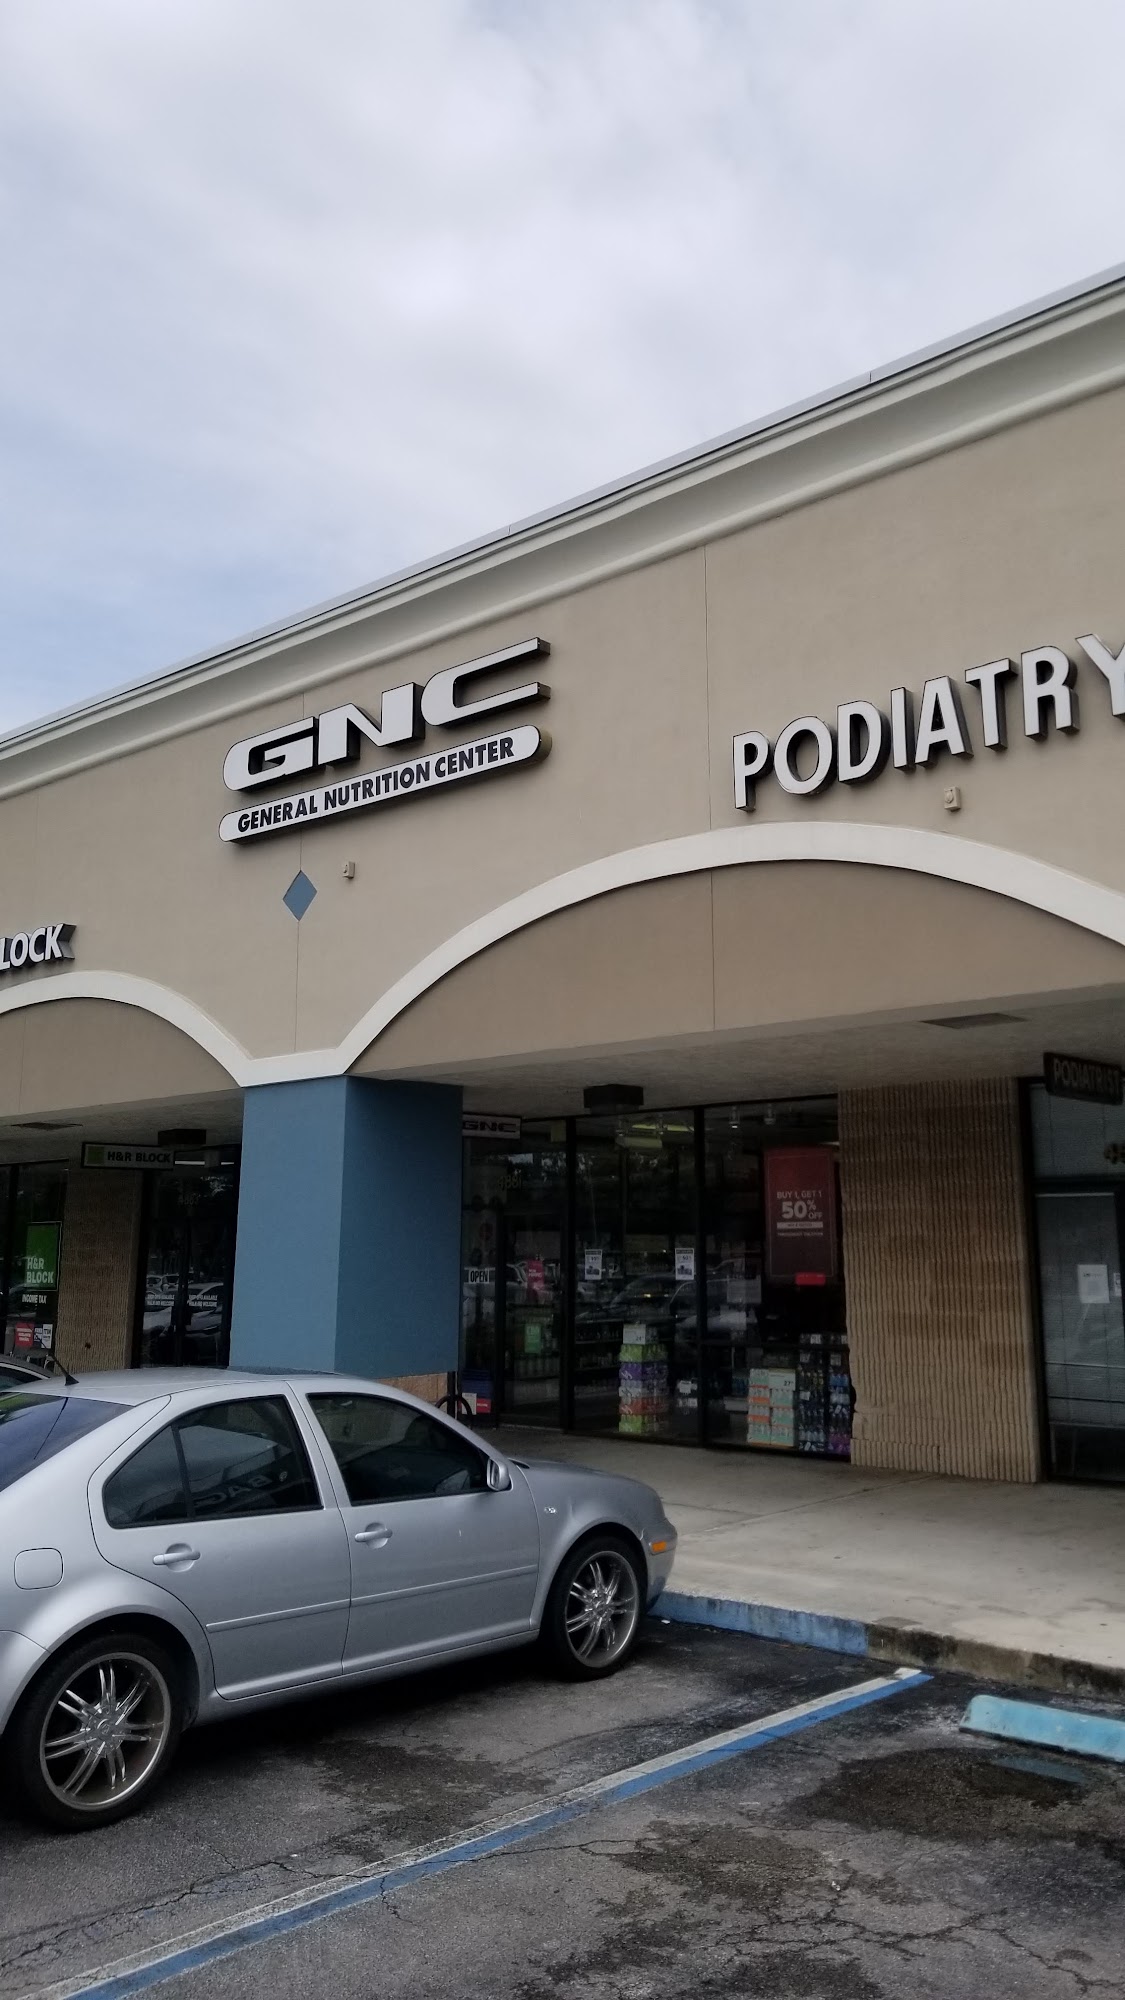 GNC
GENERAL NUTRITION CENTER
PODIATRY
LOCK
PODIATRIST
GNC
H&R BLOCK
H&R
BLOCK
INCOME TAX
OPEN
BUY 1, GET 1
50%
OFF